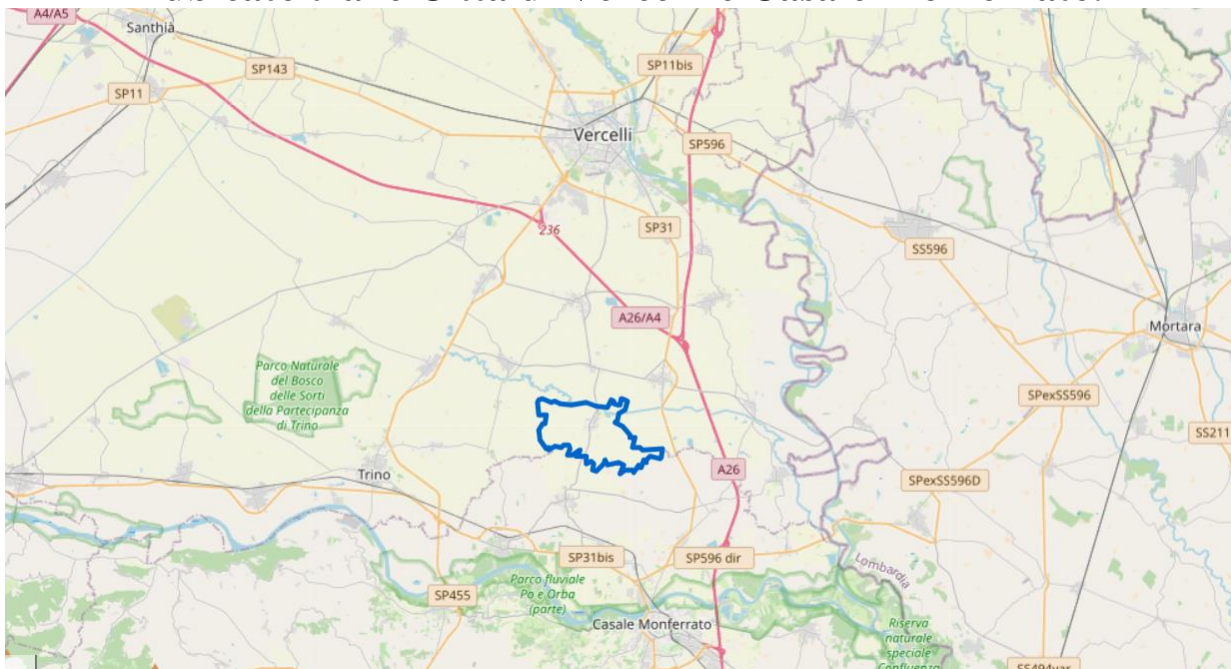 A4/A5
Santhià
SP143
SP11
SP11bis
Vercelli
SP596
236
SP31
SS596
A26/A4
Mortara
Parco Naturale
del Bosco
delle Sorti
della Partecipanza
di Trino
SPexSS596
SS211
Trino
A26
SPexSS596D
SP31bis
SP596 dir
Lombardia
Parco fluviale
Po e Orba
(parte)
SP455
Casale Monferrato
Riserva
naturale
speciale
Confluenza
SS494var